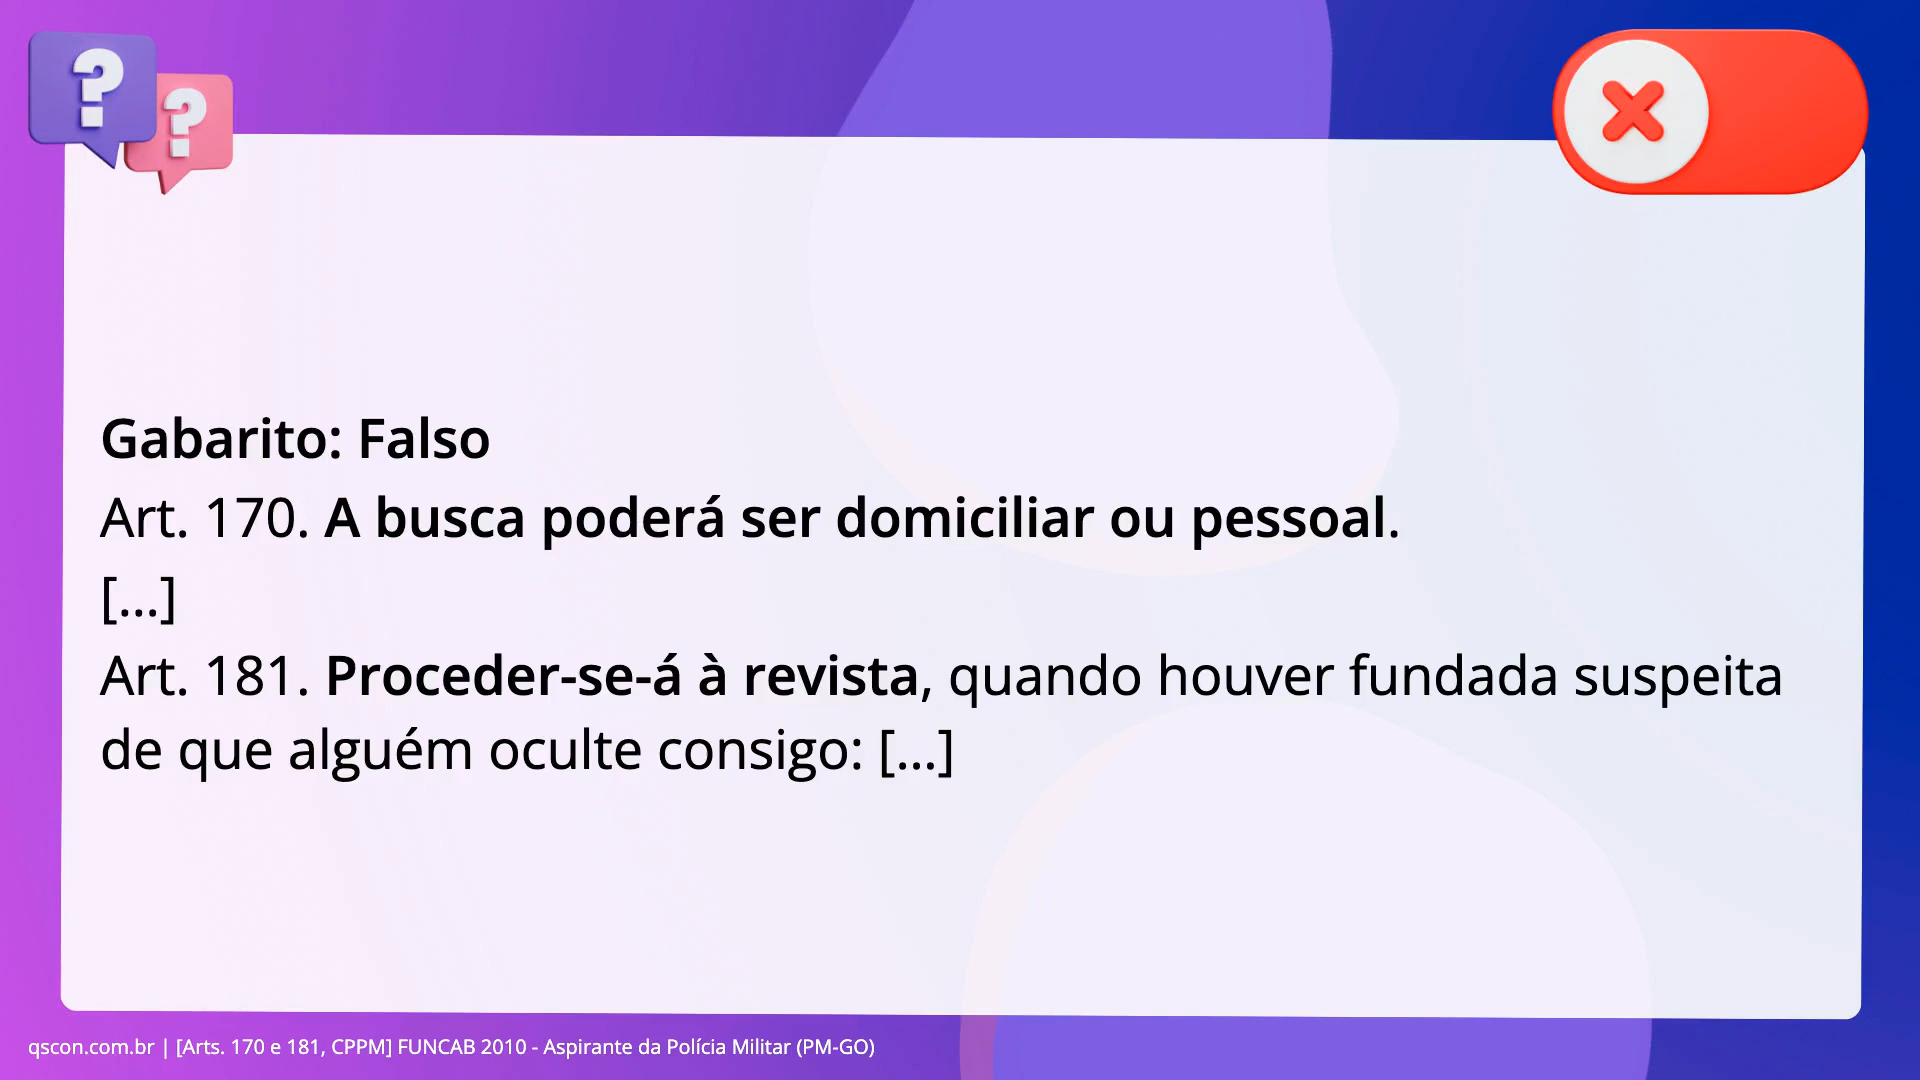 Gabarito: Falso
Art. 170. A busca poderá ser domiciliar ou pessoal.
[...]
Art. 181. Proceder-se-á à revista, quando houver fundada suspeita
de que alguém oculte consigo: [...]
qscon.com.br | [Arts. 170 e 181, CPPM] FUNCAB 2010 - Aspirante da Polícia Militar (PM-GO)